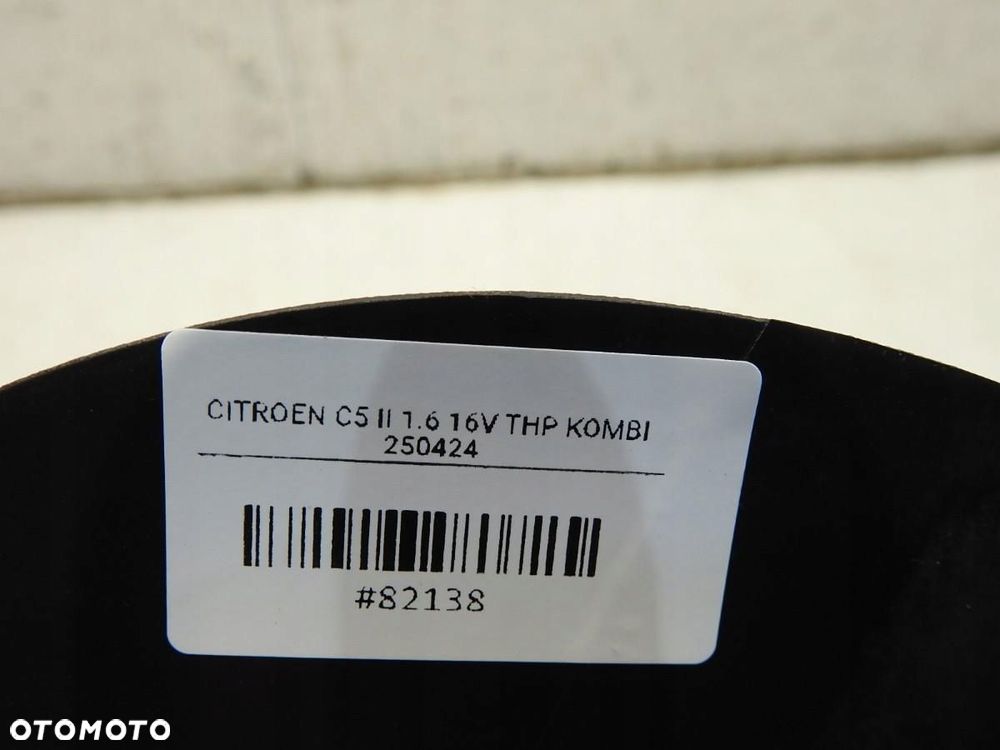 CITROEN C5 II 1.6 16V THP KOMBI
250424
#82138
OTOMOTO